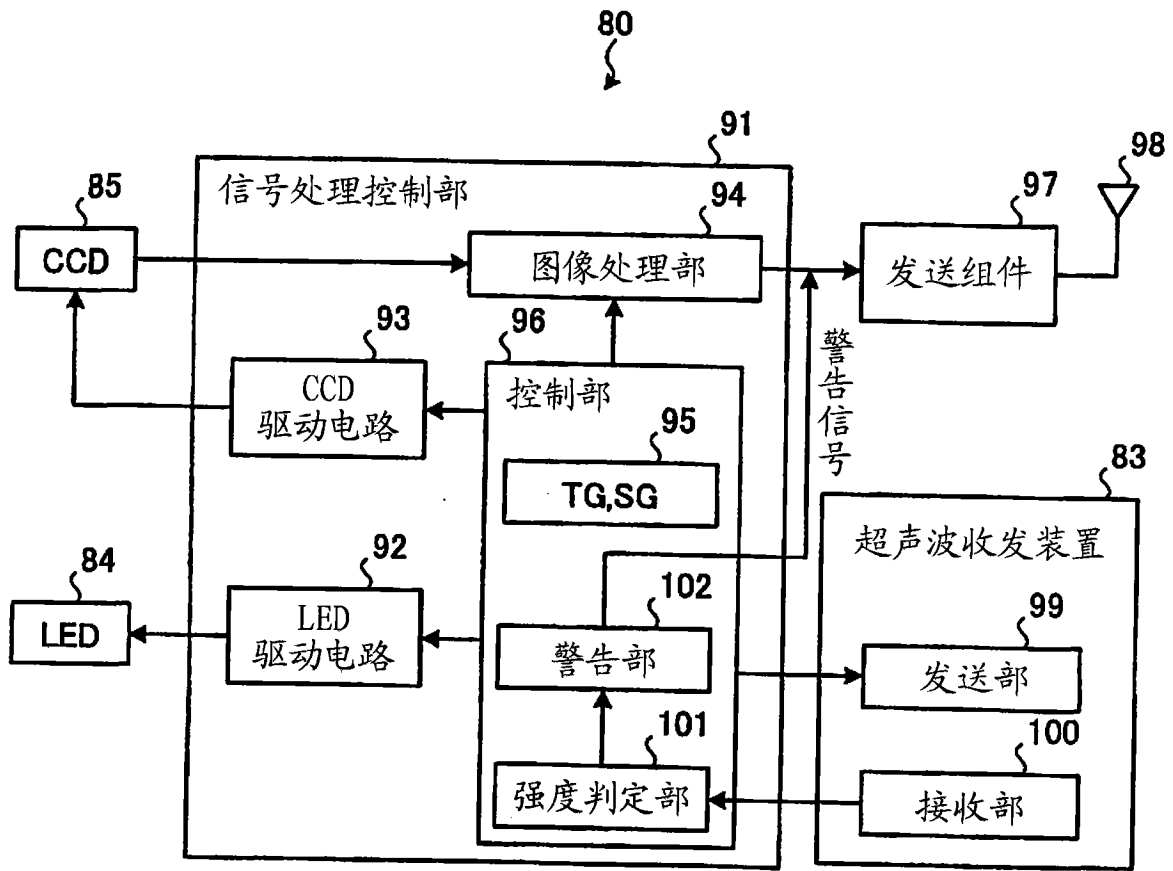 80
91
信号处理控制部
85
CCD
94
图像处理部
97
发送组件
98
93
CCD
驱动电路
96
控制部
95
TG,SG
警告信号
83
超声波收发装置
84
LED
92
LED
驱动电路
102
警告部
99
发送部
101
强度判定部
100
接收部